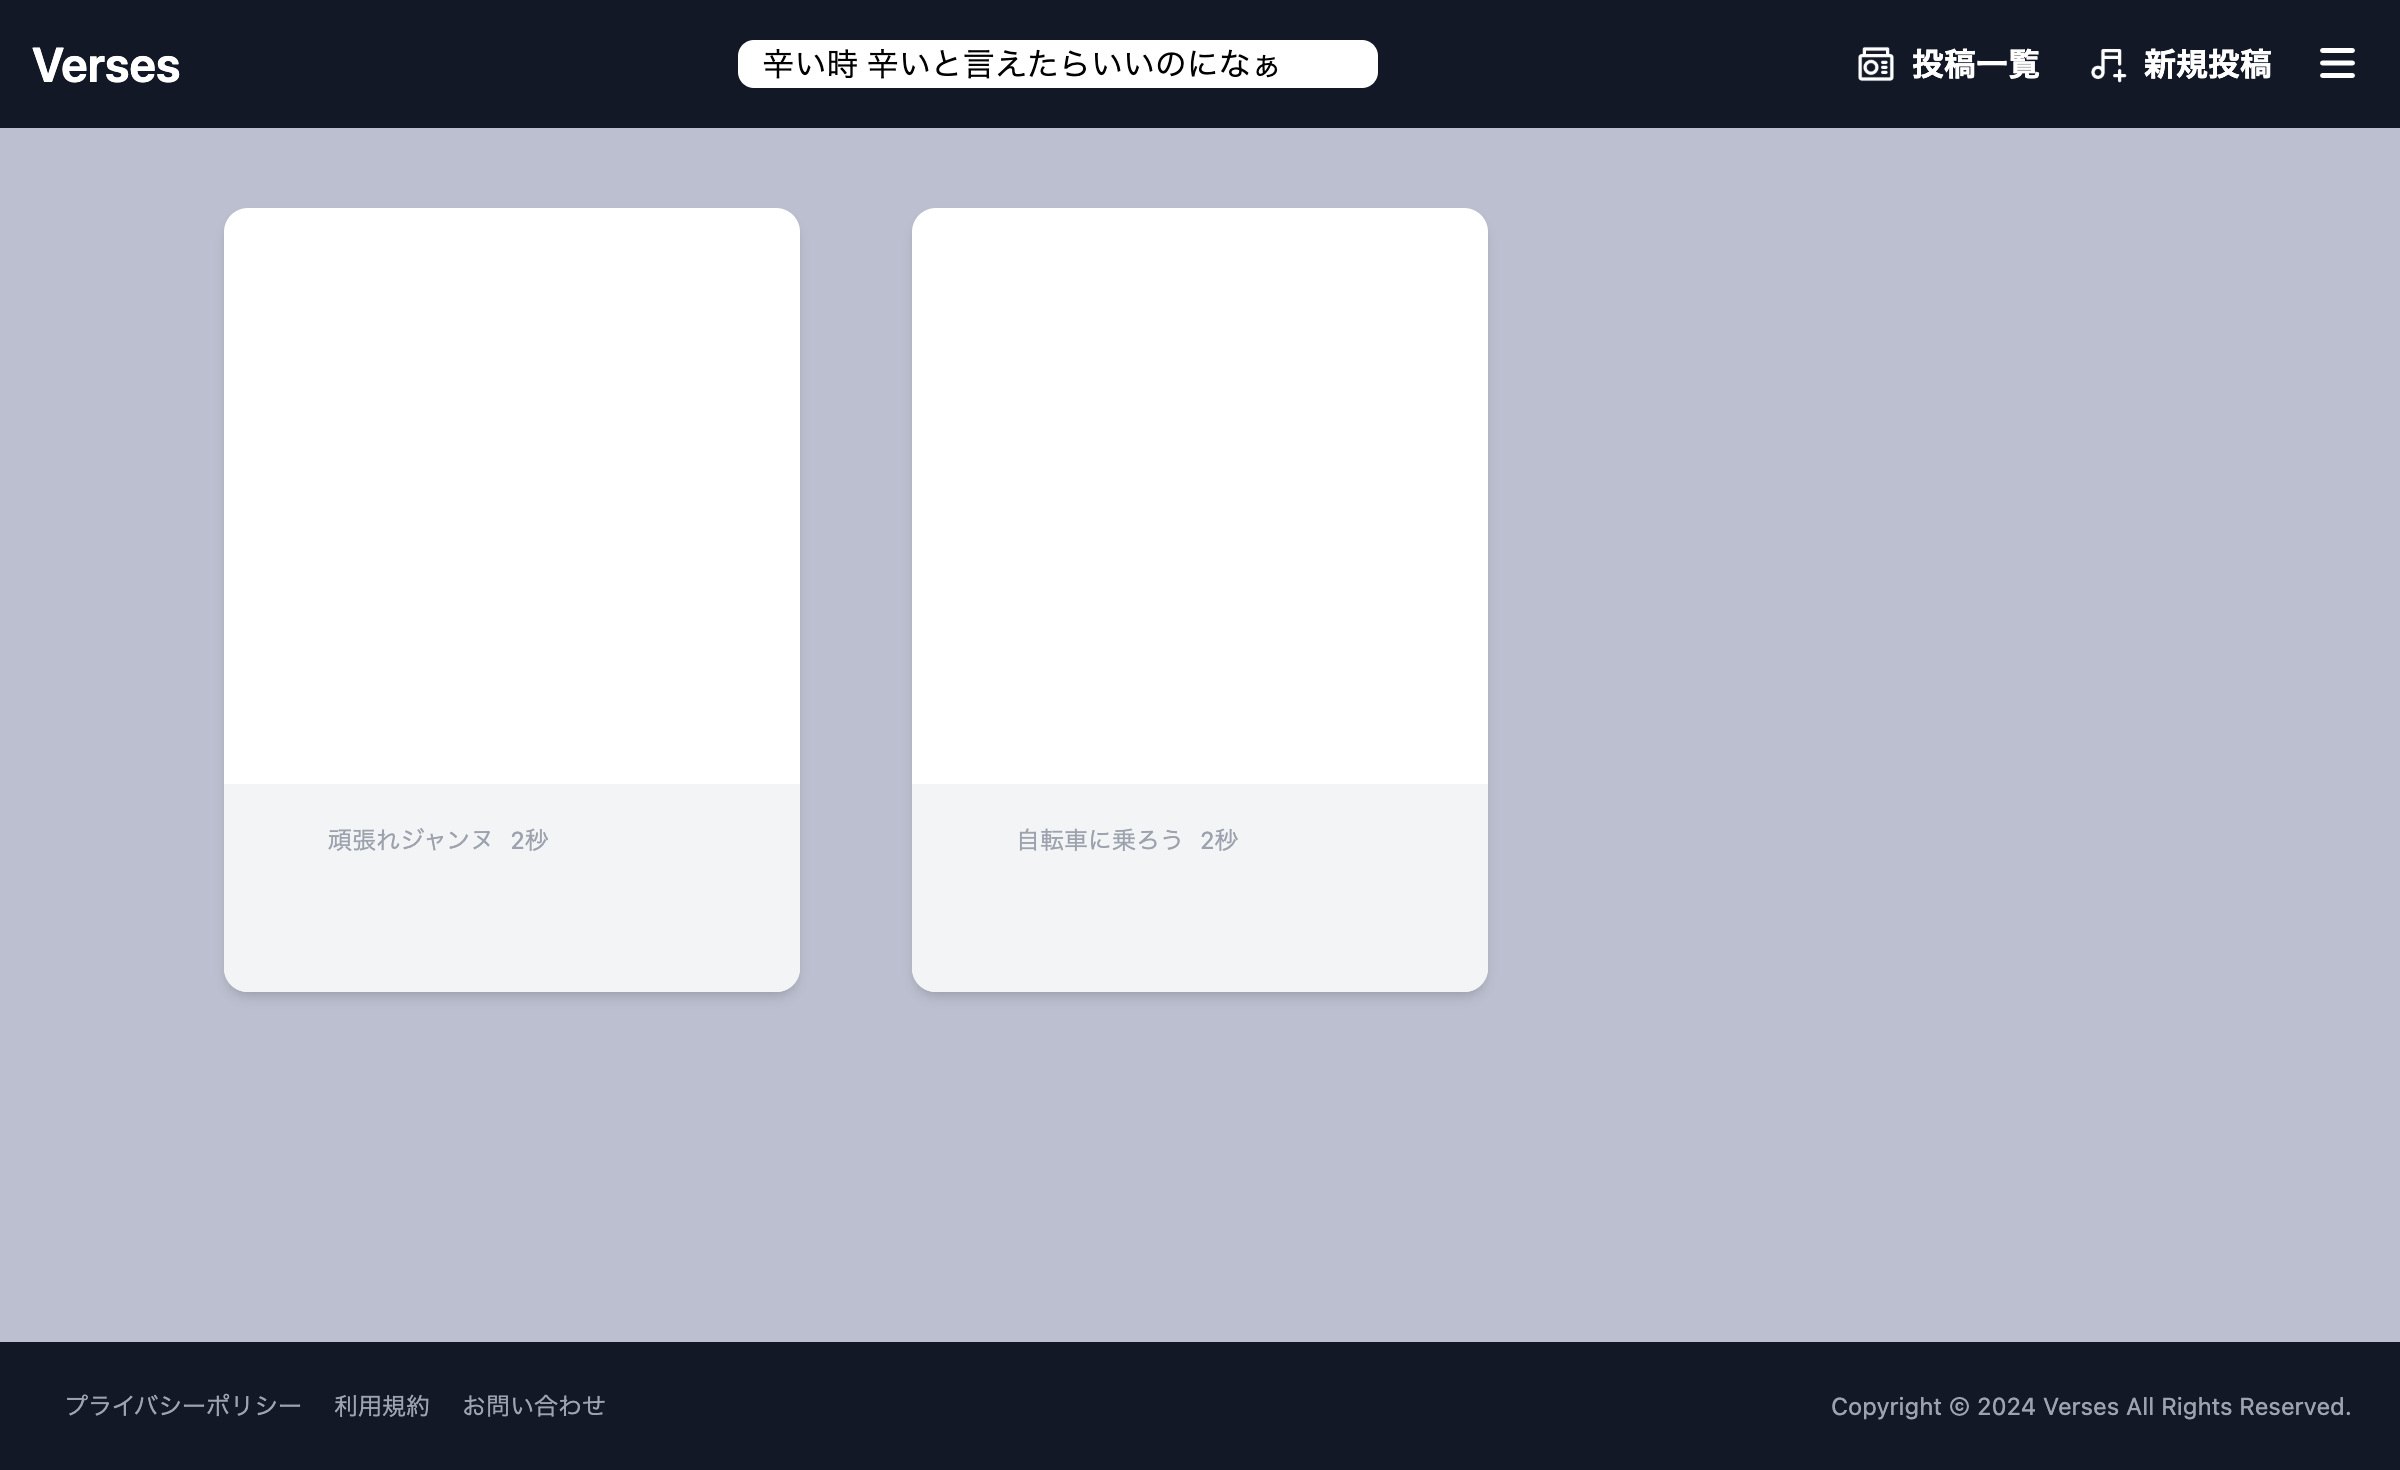 Verses
辛い時 辛いと言えたらいいのになぁ
投稿一覧
新規投稿
頑張れジャンヌ 2秒
自転車に乗ろう 2秒
プライバシーポリシー 利用規約 お問い合わせ
Copyright © 2024 Verses All Rights Reserved.